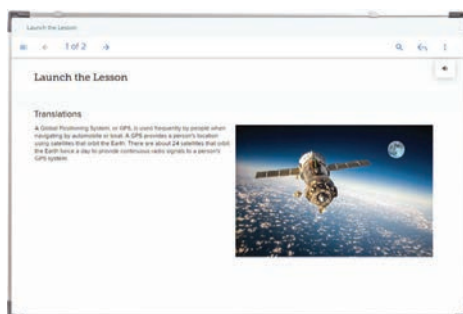 Launch the Lesson
1 of 2
Launch the Lesson
Translations
A Global Positioning System, or GPS, is used frequently by people when
navigating by automobile or boat. A GPS provides a person's location
using satellites that orbit the Earth. There are about 24 satellites that orbit
the Earth twice a day to provide continuous radio signals to a person's
GPS system.